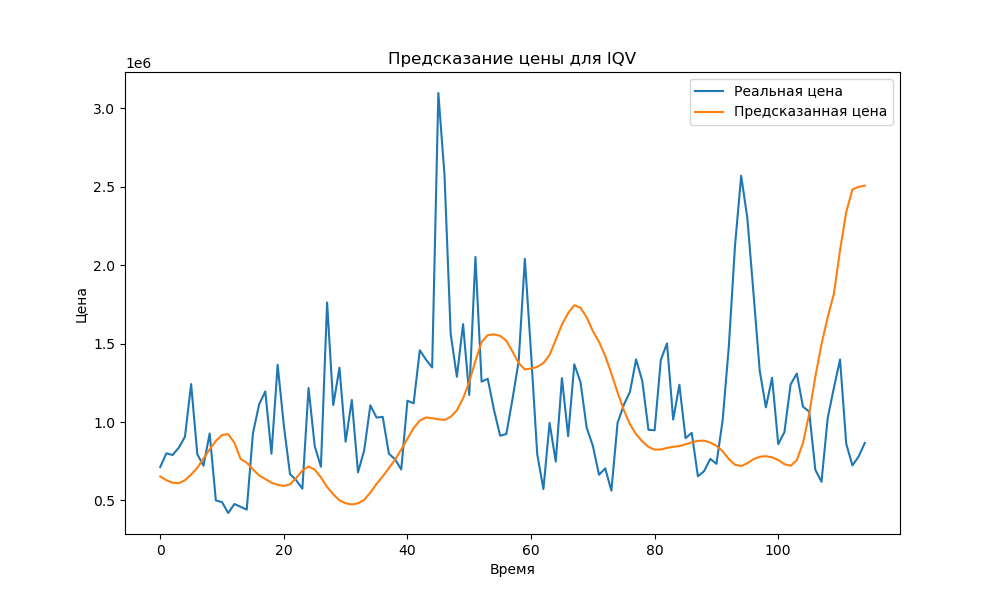 Предсказание цены для IQV
1e6
Реальная цена
Предсказанная цена
3.0
2.5
2.0
1.5
1.0
0.5
Цена
0 20 40 60 80 100
Время